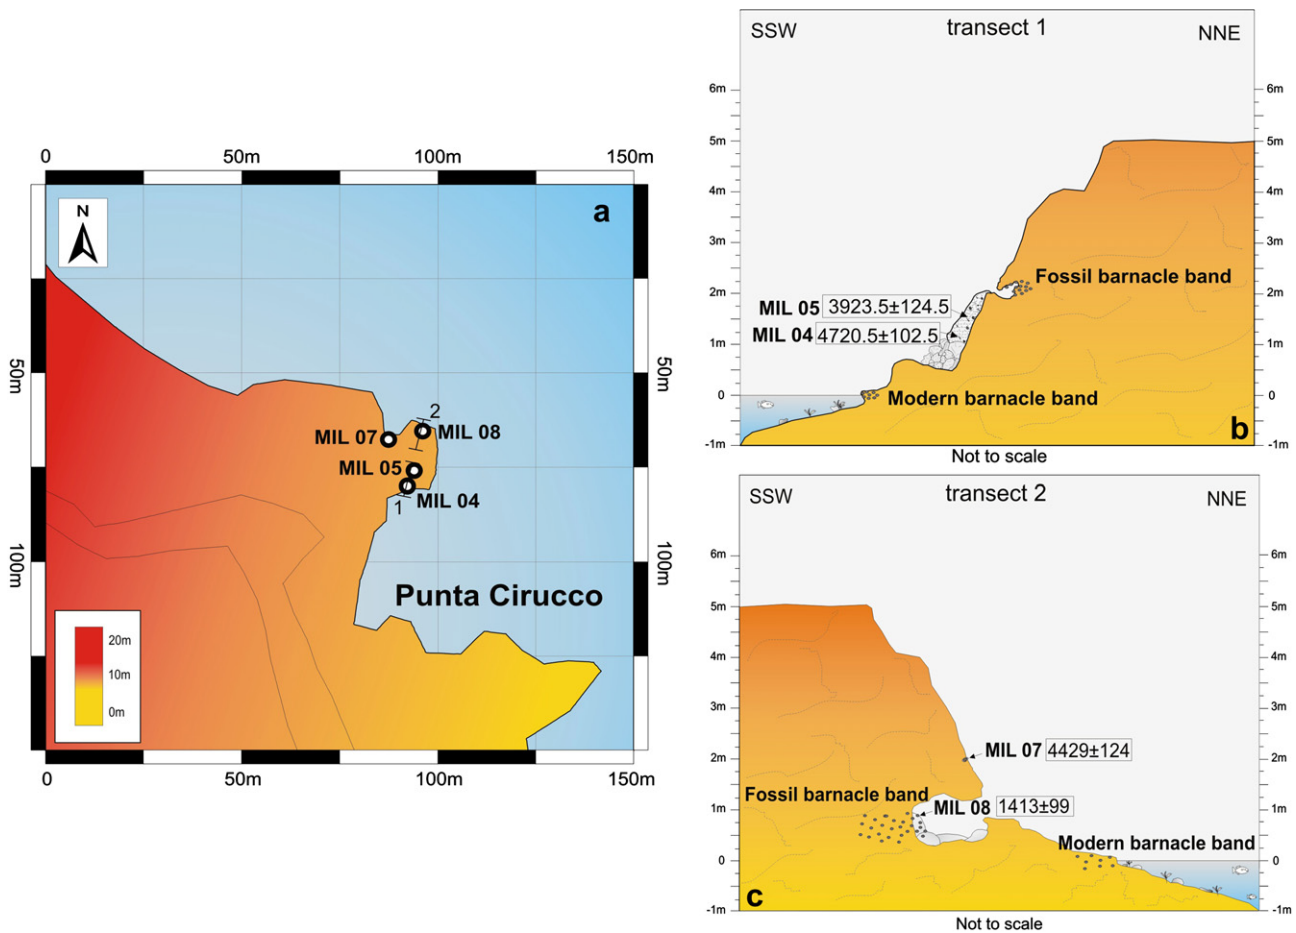 0
50m
100m
150m
N
a
50m
50m
2
MIL 07
MIL 08
MIL 05
MIL 04
1
100m
100m
Punta Cirucco
20m
10m
0m
0
50m
100m
150m
SSW
transect 1
NNE
6m
6m
5m
5m
4m
4m
3m
3m
Fossil barnacle band
2m
2m
MIL 05 3923.5±124.5
MIL 04 4720.5±102.5
1m
1m
0
0
Modern barnacle band
b
-1m
-1m
Not to scale
SSW
transect 2
NNE
6m
6m
5m
5m
4m
4m
3m
3m
MIL 07 4429±124
2m
2m
Fossil barnacle band
MIL 08 1413±99
1m
1m
Modern barnacle band
0
0
c
-1m
-1m
Not to scale